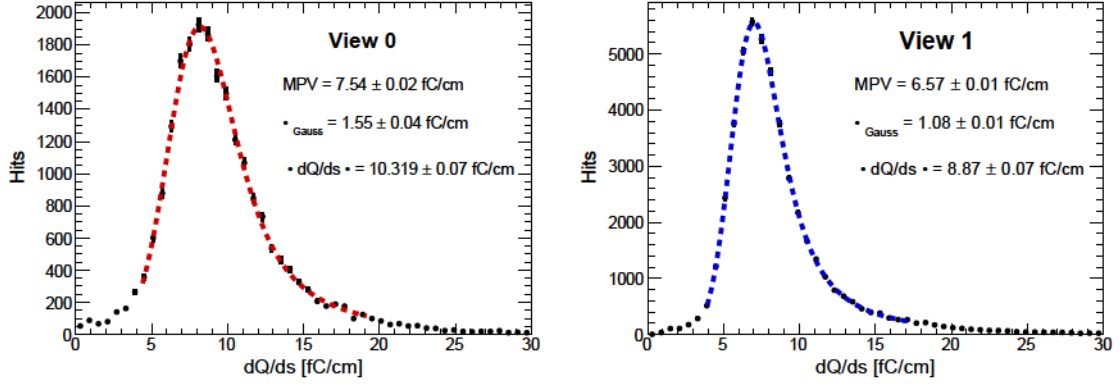 2000
1800
1600
1400
1200
1000
800
600
400
200
0
Hits
View 0
MPV = 7.54 ± 0.02 fC/cm
• Gauss = 1.55 ± 0.04 fC/cm
• dQ/ds • = 10.319 ± 0.07 fC/cm
0 5 10 15 20 25 30
dQ/ds [fC/cm]
5000
4000
3000
2000
1000
0
Hits
View 1
MPV = 6.57 ± 0.01 fC/cm
• Gauss = 1.08 ± 0.01 fC/cm
• dQ/ds • = 8.87 ± 0.07 fC/cm
0 5 10 15 20 25 30
dQ/ds [fC/cm]